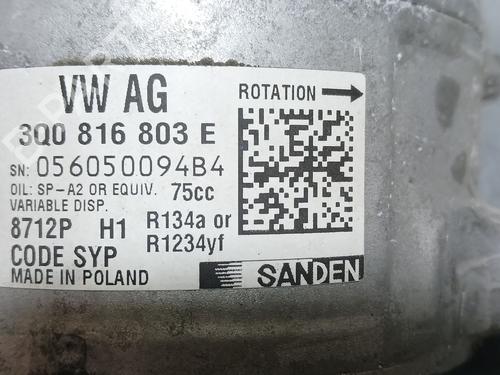 VW AG
ROTATION
3Q0 816 803 E
SN: 056050094B4
OIL: SP-A2 OR EQUIV. 75cc
VARIABLE DISP.
8712P H1 R134a or
R1234yf
CODE SYP
MADE IN POLAND
SANDEN